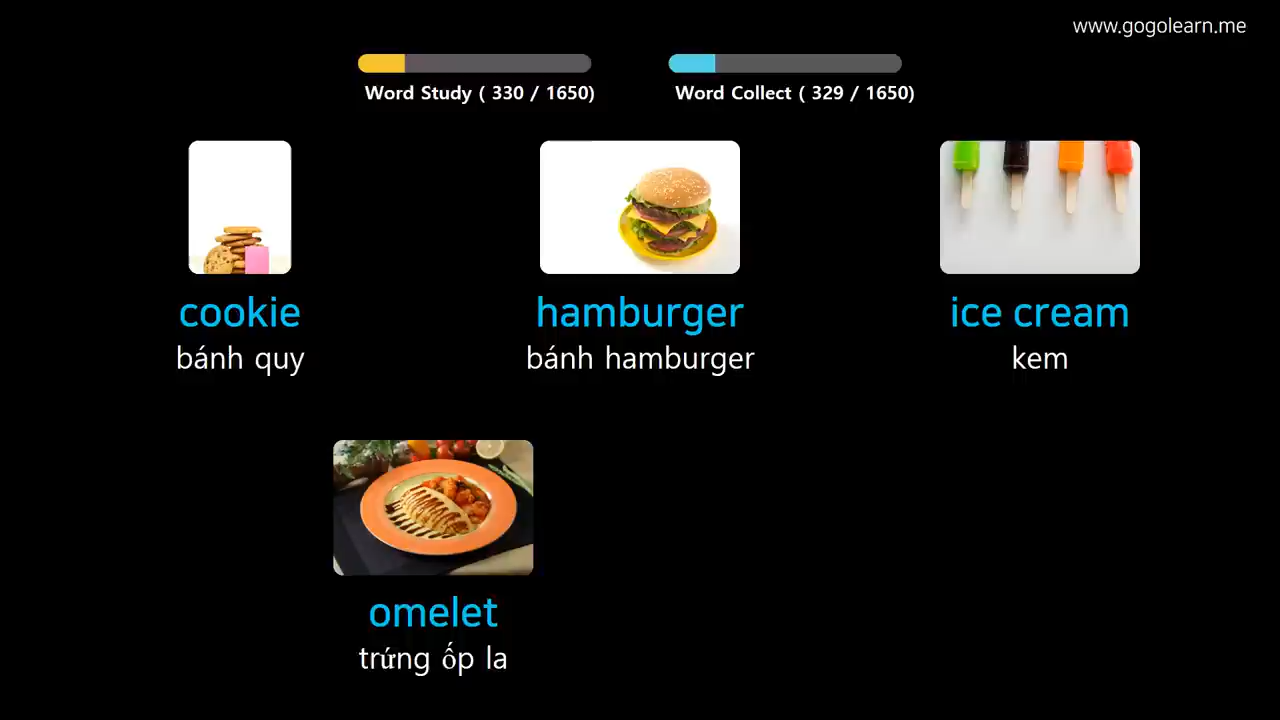 www.gogolearn.me
Word Study ( 330 / 1650)
Word Collect ( 329 / 1650)
cookie
bánh quy
hamburger
bánh hamburger
ice cream
kem
omelet
trứng ốp la